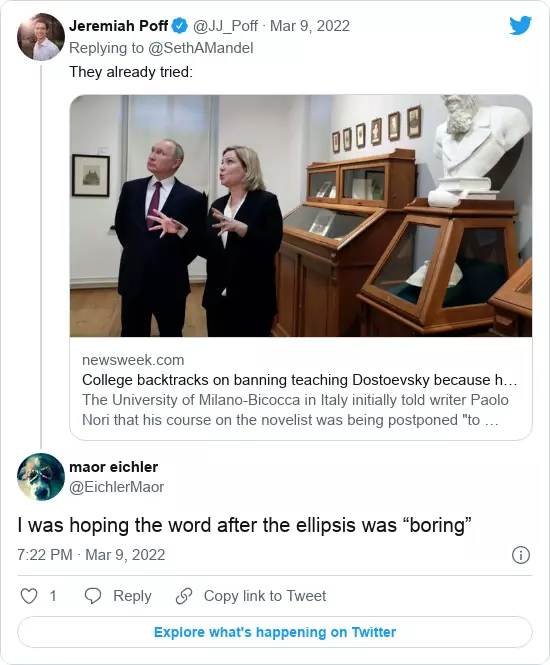 Jeremiah Poff @JJ_Poff · Mar 9, 2022
Replying to @SethAMandel
They already tried:
newsweek.com
College backtracks on banning teaching Dostoevsky because h…
The University of Milano-Bicocca in Italy initially told writer Paolo
Nori that his course on the novelist was being postponed "to …
maor eichler
@EichlerMaor
I was hoping the word after the ellipsis was “boring”
7:22 PM · Mar 9, 2022
1 Reply Copy link to Tweet
Explore what's happening on Twitter